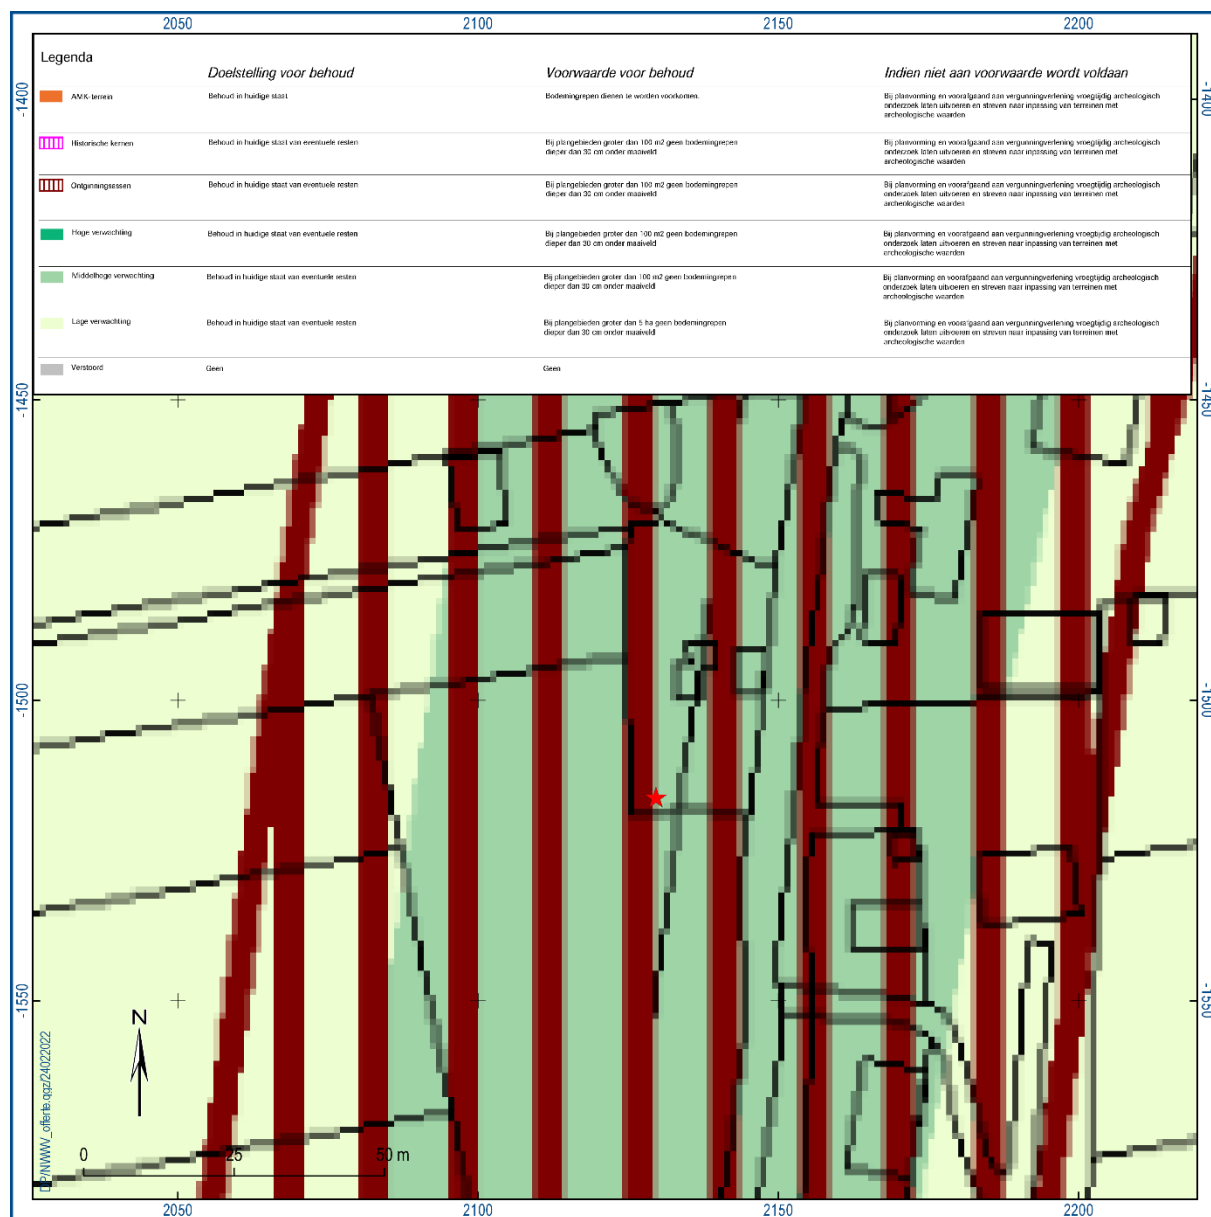 2050 2100 2150 2200
Legenda
Doelstelling voor behoud Voorwaarde voor behoud Indien niet aan voorwaarde wordt voldaan
AMK-terrein Behoud in huidige staat Bodemingrepen dienen te worden voorkomen. Bij planvorming en voorafgaand aan vergunningverlening vroegtijdig archeologisch
onderzoek laten uitvoeren en streven naar inpassing van terreinen met
archeologische waarden
-1400 -1400
Historische kernen Behoud in huidige staat van eventuele resten Bij plangebieden groter dan 100 m2 geen bodemingrepen Bij planvorming en voorafgaand aan vergunningverlening vroegtijdig archeologisch
dieper dan 30 cm onder maaiveld onderzoek laten uitvoeren en streven naar inpassing van terreinen met
archeologische waarden
Ontginningsassen Behoud in huidige staat van eventuele resten Bij plangebieden groter dan 100 m2 geen bodemingrepen Bij planvorming en voorafgaand aan vergunningverlening vroegtijdig archeologisch
dieper dan 30 cm onder maaiveld onderzoek laten uitvoeren en streven naar inpassing van terreinen met
archeologische waarden
Hoge verwachting Behoud in huidige staat van eventuele resten Bij plangebieden groter dan 100 m2 geen bodemingrepen Bij planvorming en voorafgaand aan vergunningverlening vroegtijdig archeologisch
dieper dan 30 cm onder maaiveld onderzoek laten uitvoeren en streven naar inpassing van terreinen met
archeologische waarden
Middelhoge verwachting Behoud in huidige staat van eventuele resten Bij plangebieden groter dan 100 m2 geen bodemingrepen Bij planvorming en voorafgaand aan vergunningverlening vroegtijdig archeologisch
dieper dan 30 cm onder maaiveld onderzoek laten uitvoeren en streven naar inpassing van terreinen met
archeologische waarden
Lage verwachting Behoud in huidige staat van eventuele resten Bij plangebieden groter dan 5 ha geen bodemingrepen Bij planvorming en voorafgaand aan vergunningverlening vroegtijdig archeologisch
dieper dan 30 cm onder maaiveld onderzoek laten uitvoeren en streven naar inpassing van terreinen met
archeologische waarden
Verstoord Geen Geen
-1450 -1450
-1500 -1500
-1550 -1550
N
0 25 50 m
2050 2100 2150 2200